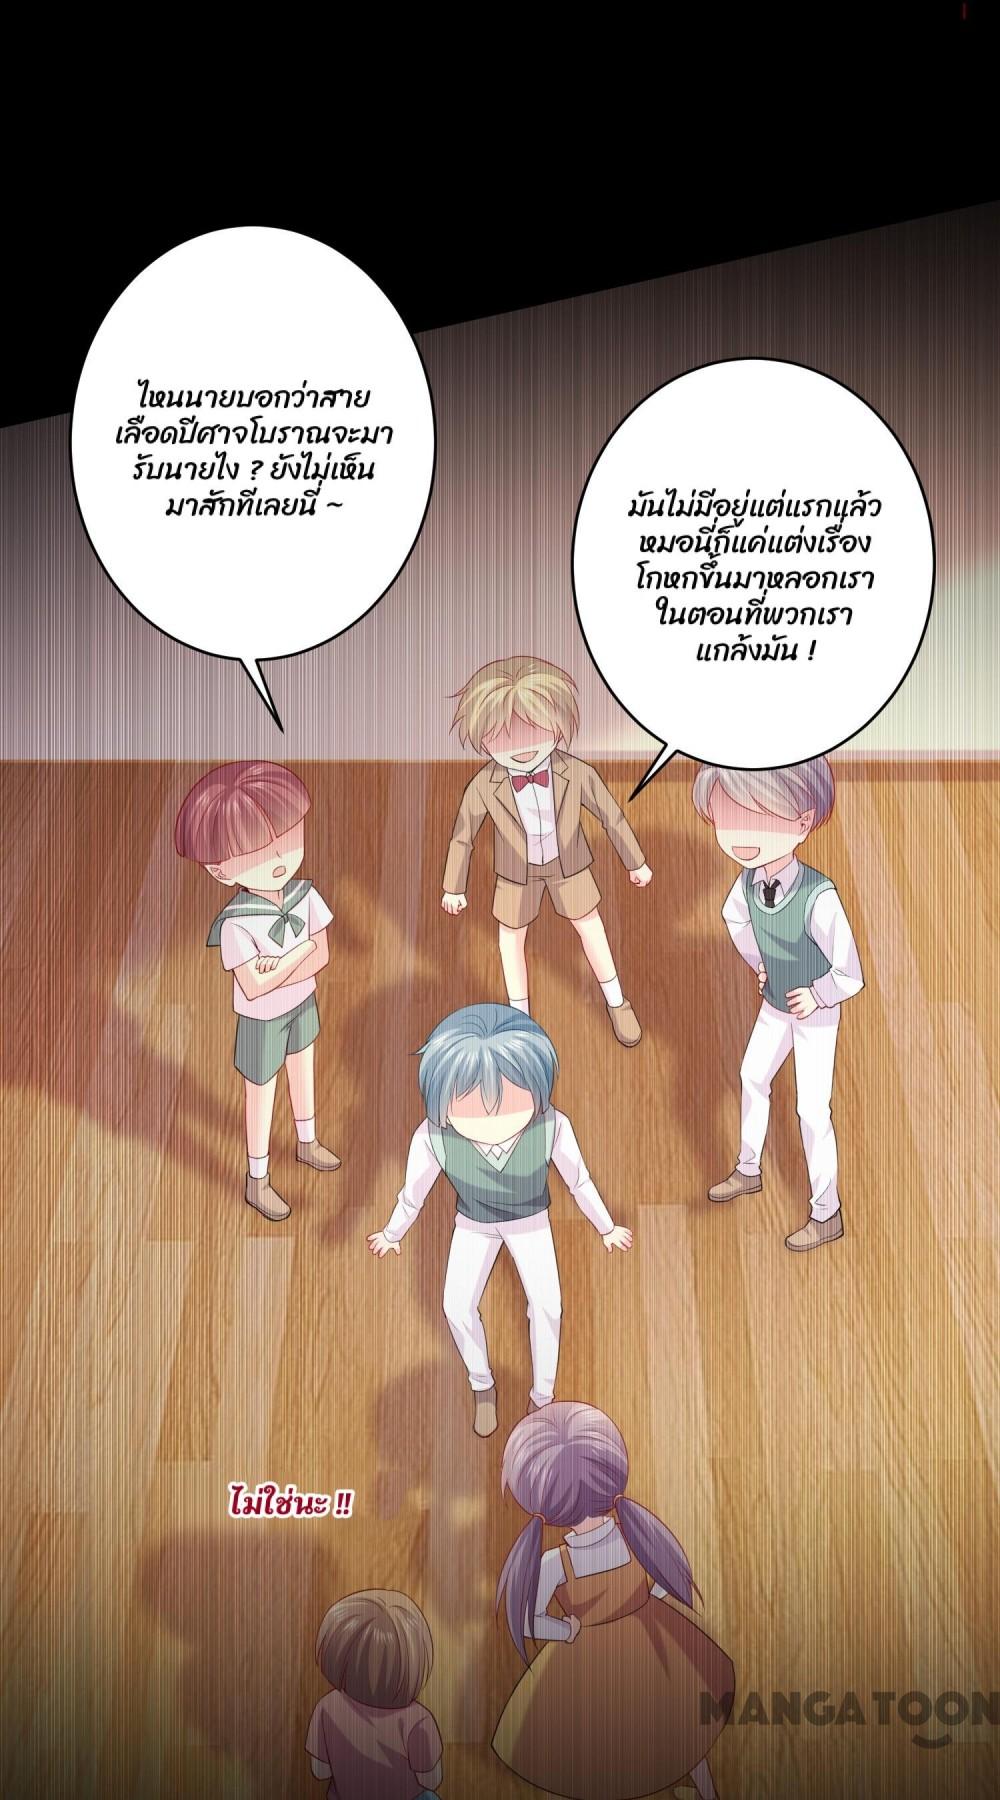 ไหนนายบอกว่าสาย
เลือดปีศาจโบราณจะมา
รับนายไง ? ยังไม่เห็น
มาสักทีเลยนี่ ~
มันไม่มีอยู่แต่แรกแล้ว
หมอนี่ก็แค่แต่งเรื่อง
โกหกขึ้นมาหลอกเรา
ในตอนที่พวกเรา
แกล้งมัน !
ไม่ใช่นะ !!
MANGATOON